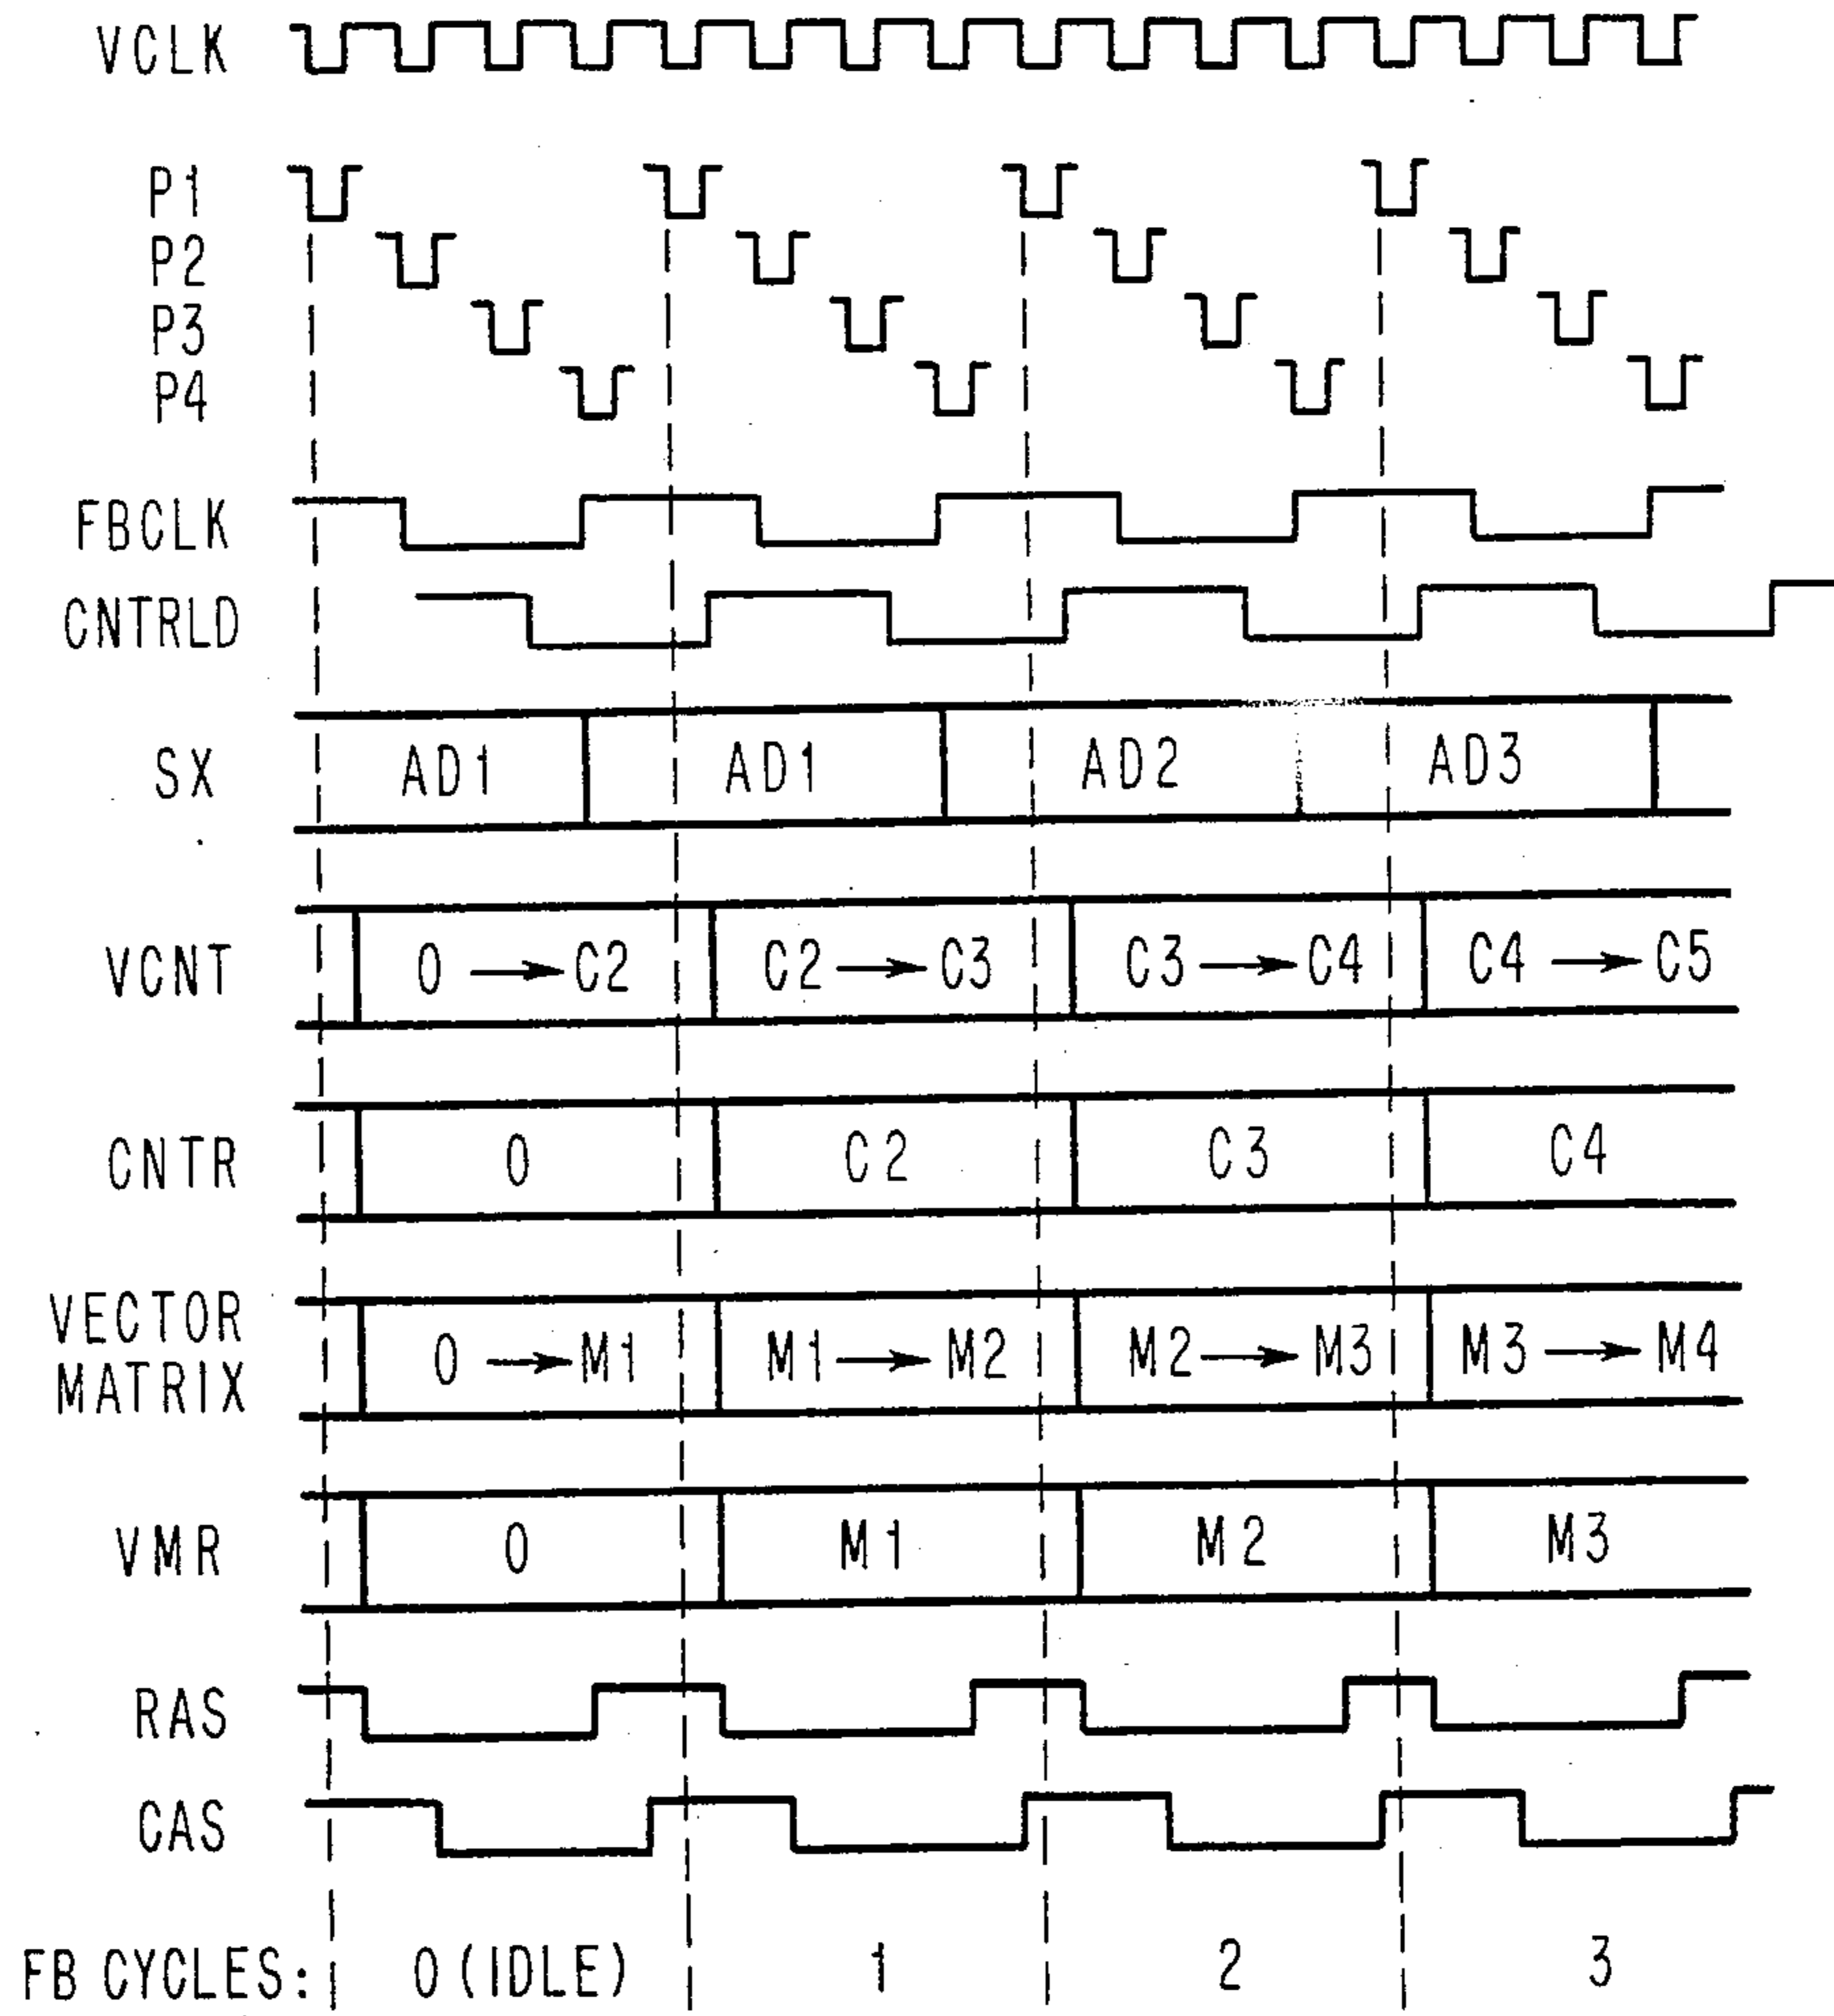 VCLK
P1
P2
P3
P4
FBCLK
CNTRLD
SX AD1 AD1 AD2 AD3
VCNT 0 → C2 C2 → C3 C3 → C4 C4 → C5
CNTR 0 C2 C3 C4
VECTOR
MATRIX 0 → M1 M1 → M2 M2 → M3 M3 → M4
VMR 0 M1 M2 M3
RAS
CAS
FB CYCLES: 0 (IDLE) 1 2 3